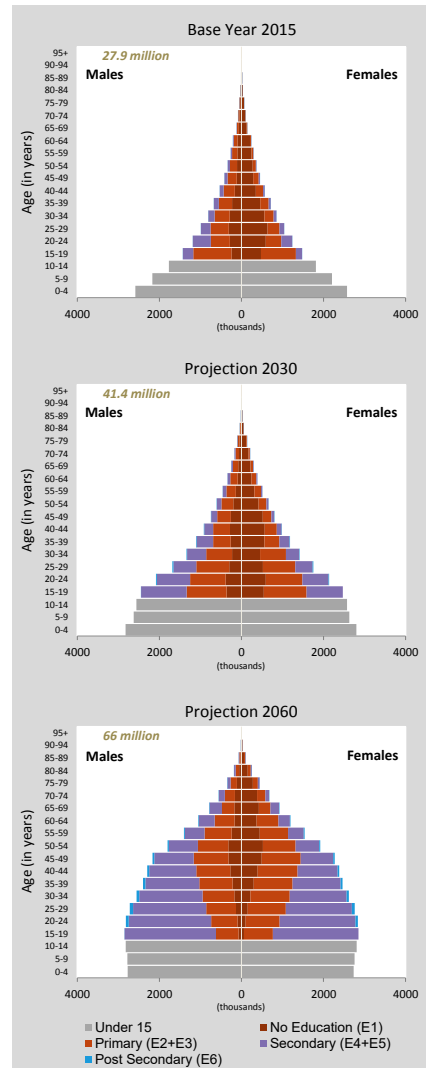 Base Year 2015
27.9 million
Males
Females
Age (in years)
95+
90-94
85-89
80-84
75-79
70-74
65-69
60-64
55-59
50-54
45-49
40-44
35-39
30-34
25-29
20-24
15-19
10-14
5-9
0-4
4000 2000 0 2000 4000
(thousands)
Projection 2030
41.4 million
Males
Females
Age (in years)
95+
90-94
85-89
80-84
75-79
70-74
65-69
60-64
55-59
50-54
45-49
40-44
35-39
30-34
25-29
20-24
15-19
10-14
5-9
0-4
4000 2000 0 2000 4000
(thousands)
Projection 2060
66 million
Males
Females
Age (in years)
95+
90-94
85-89
80-84
75-79
70-74
65-69
60-64
55-59
50-54
45-49
40-44
35-39
30-34
25-29
20-24
15-19
10-14
5-9
0-4
4000 2000 0 2000 4000
(thousands)
Under 15
No Education (E1)
Primary (E2+E3)
Secondary (E4+E5)
Post Secondary (E6)